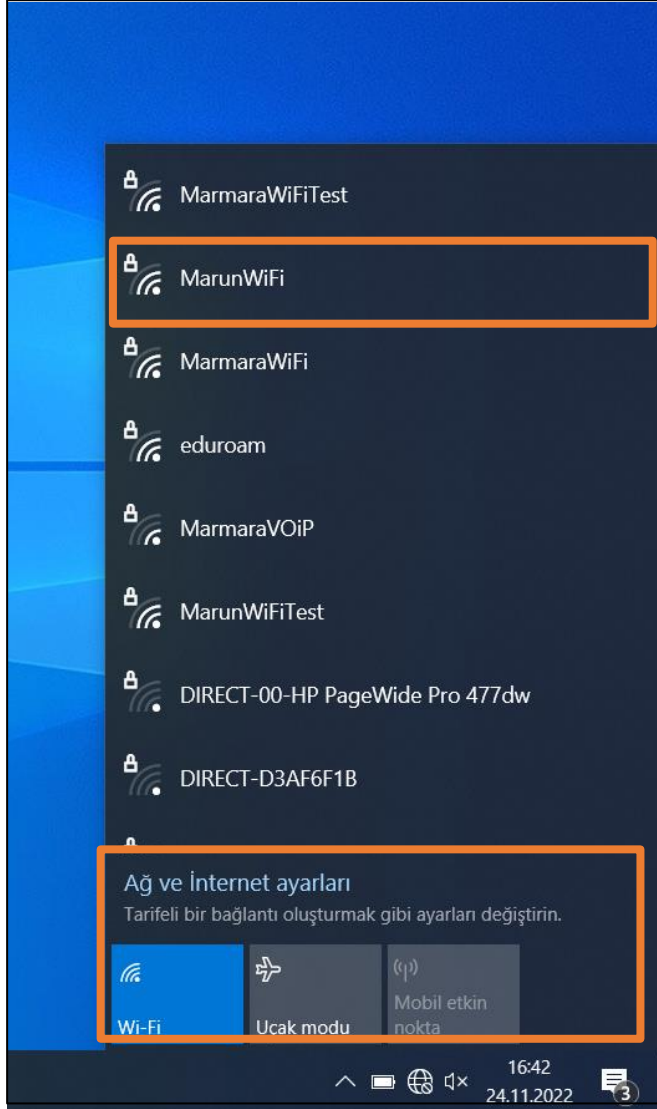 MarmaraWiFiTest
MarunWiFi
MarmaraWiFi
eduroam
MarmaraVOiP
MarunWiFiTest
DIRECT-00-HP PageWide Pro 477dw
DIRECT-D3AF6F1B
Ağ ve İnternet ayarları
Tarifeli bir bağlantı oluşturmak gibi ayarları değiştirin.
Wi-Fi
Uçak modu
Mobil etkin
nokta
16:42
24.11.2022
3